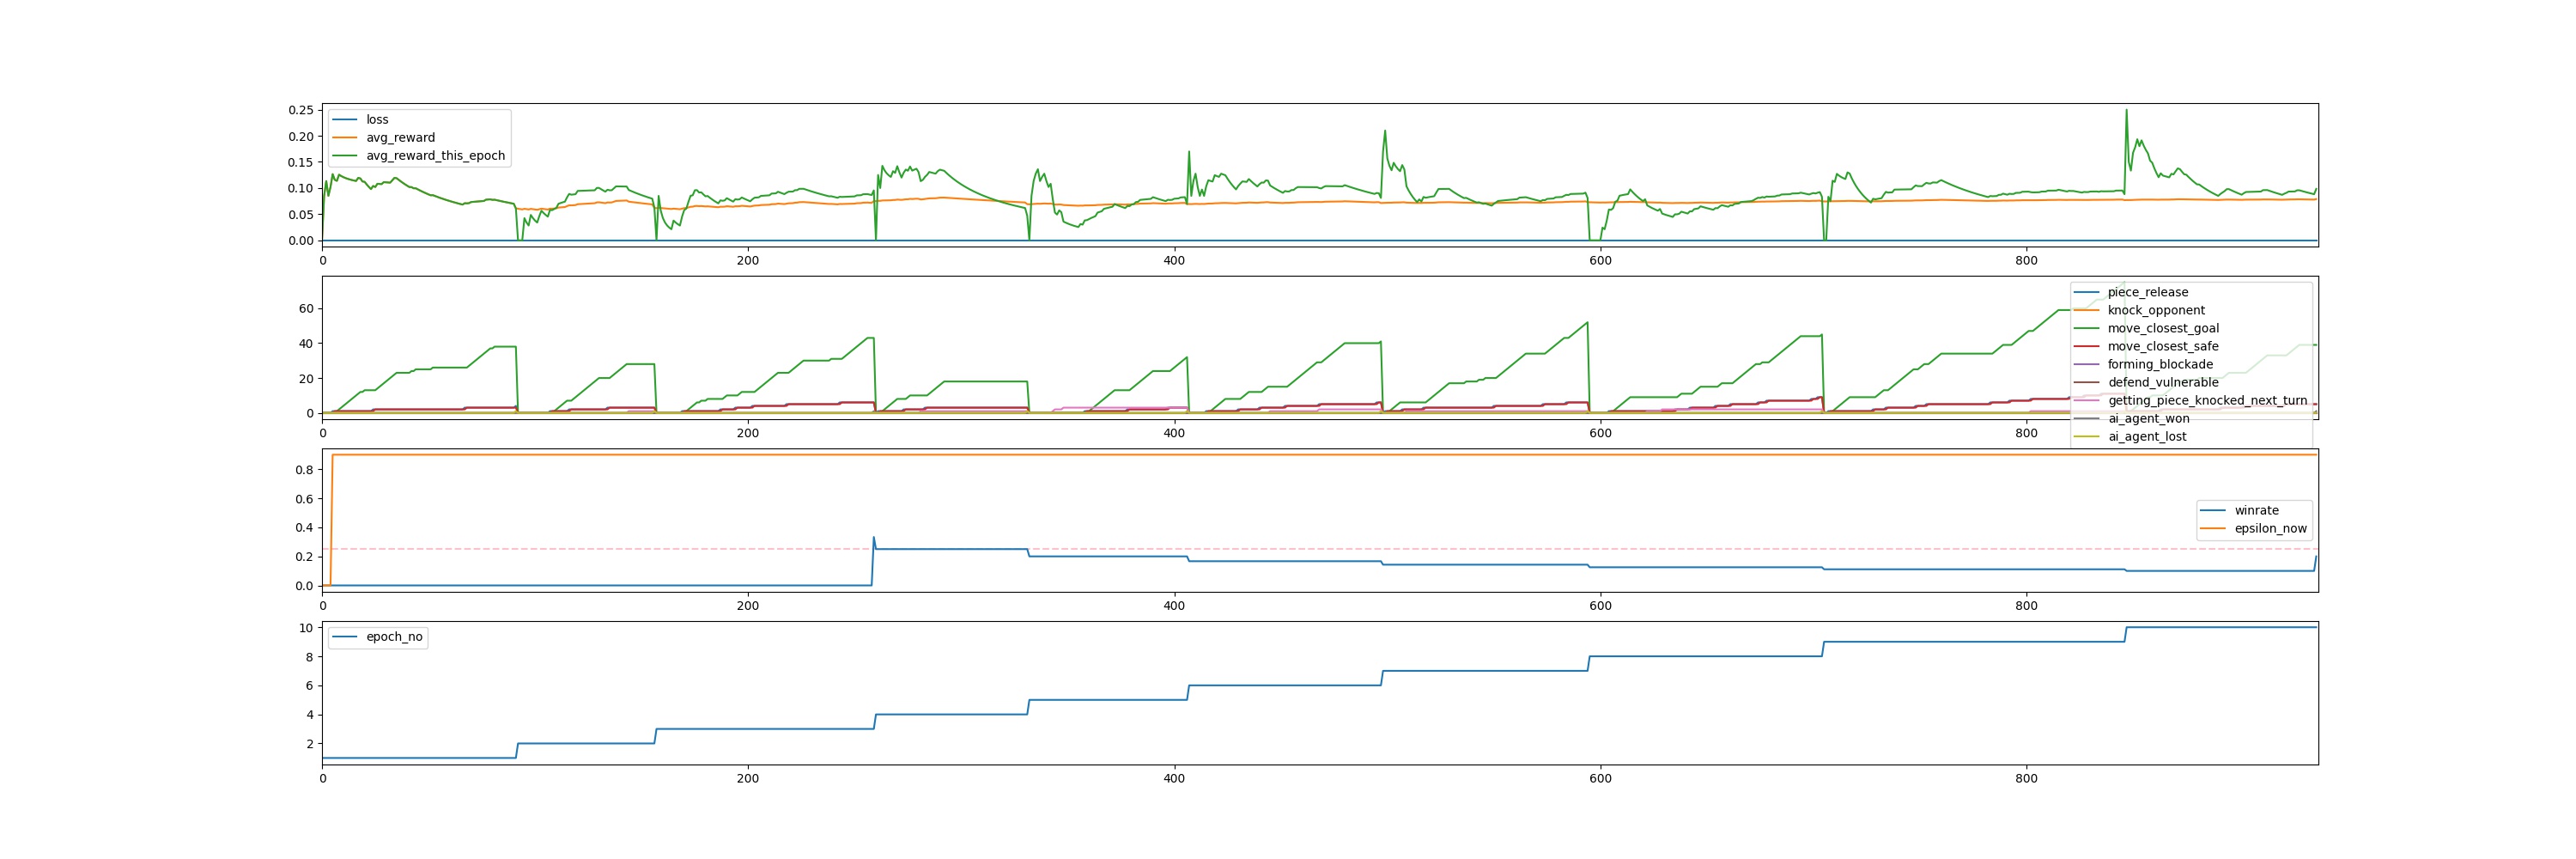 0.25
0.20
0.15
0.10
0.05
0.00
loss
avg_reward
avg_reward_this_epoch
0 200 400 600 800
60
40
20
0
piece_release
knock_opponent
move_closest_goal
move_closest_safe
forming_blockade
defend_vulnerable
getting_piece_knocked_next_turn
ai_agent_won
ai_agent_lost
0 200 400 600 800
0.8
0.6
0.4
0.2
0.0
winrate
epsilon_now
0 200 400 600 800
10
8
6
4
2
epoch_no
0 200 400 600 800